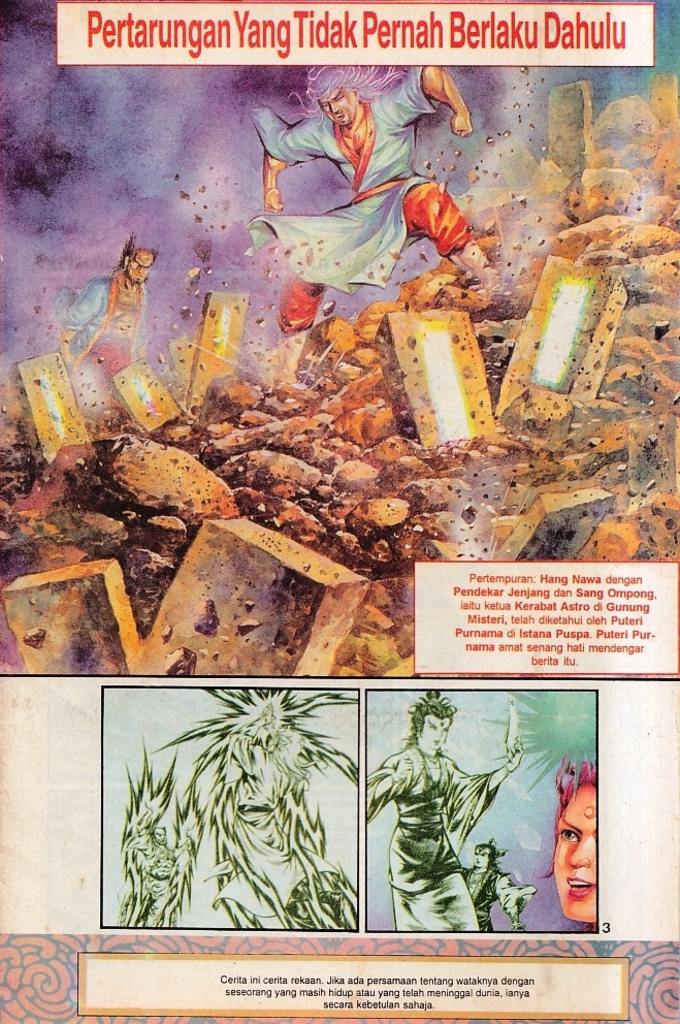 Pertarungan Yang Tidak Pernah Berlaku Dahulu
Pertempuran: Hang Nawa dengan
Pendekar Jenjang dan Sang Ompong,
iaitu ketua Kerabat Astro di Gunung
Misteri, telah diketahui oleh Puteri
Purnama di Istana Puspa. Puteri Pur-
nama amat senang hati mendengar
berita itu.
3
Cerita ini cerita rekaan. Jika ada persamaan tentang wataknya dengan
seseorang yang masih hidup atau yang telah meninggal dunia, ianya
secara kebetulan sahaja.